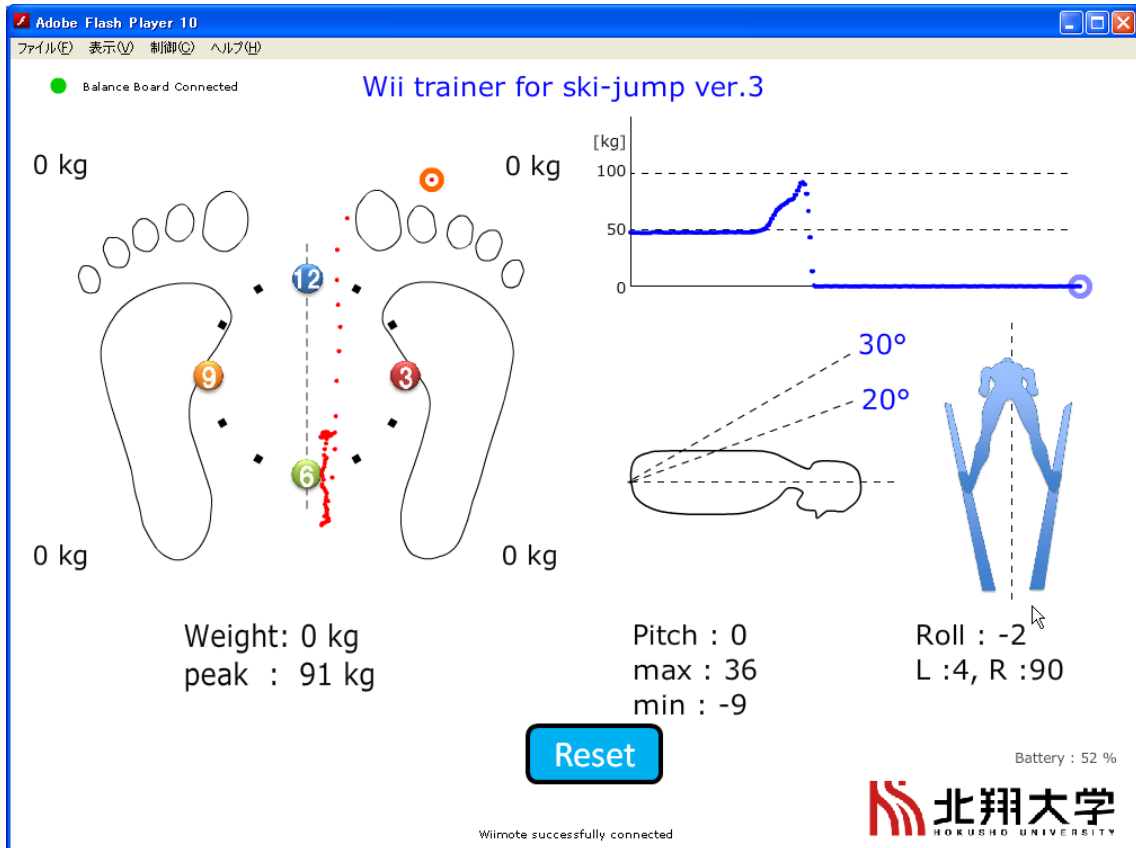 Adobe Flash Player 10
ファイル(F) 表示(V) 制御(C) ヘルプ(H)
Balance Board Connected
Wii trainer for ski-jump ver.3
0 kg
0 kg
[kg]
100
50
0
12
9
3
6
30°
20°
0 kg
0 kg
Weight: 0 kg
peak : 91 kg
Pitch : 0
max : 36
min : -9
Roll : -2
L :4, R :90
Reset
Battery : 52 %
北翔大学
HOKUSHO UNIVERSITY
Wiimote successfully connected